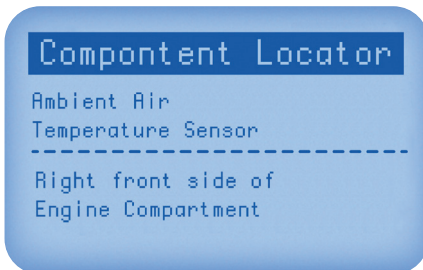 Compontent Locator
Ambient Air
Temperature Sensor
Right front side of
Engine Compartment